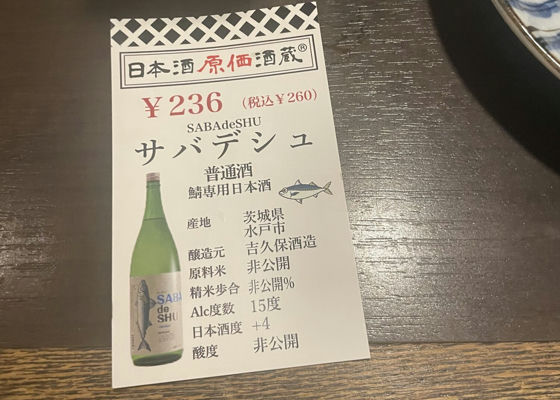 日本酒原価酒蔵®
¥236 (税込¥260)
SABAdeSHU
サバデシュ
普通酒
鯖専用日本酒
産地 茨城県
水戸市
醸造元 吉久保酒造
原料米 非公開
精米歩合 非公開%
Alc度数 15度
日本酒度 +4
酸度 非公開
SABA
de
SHU